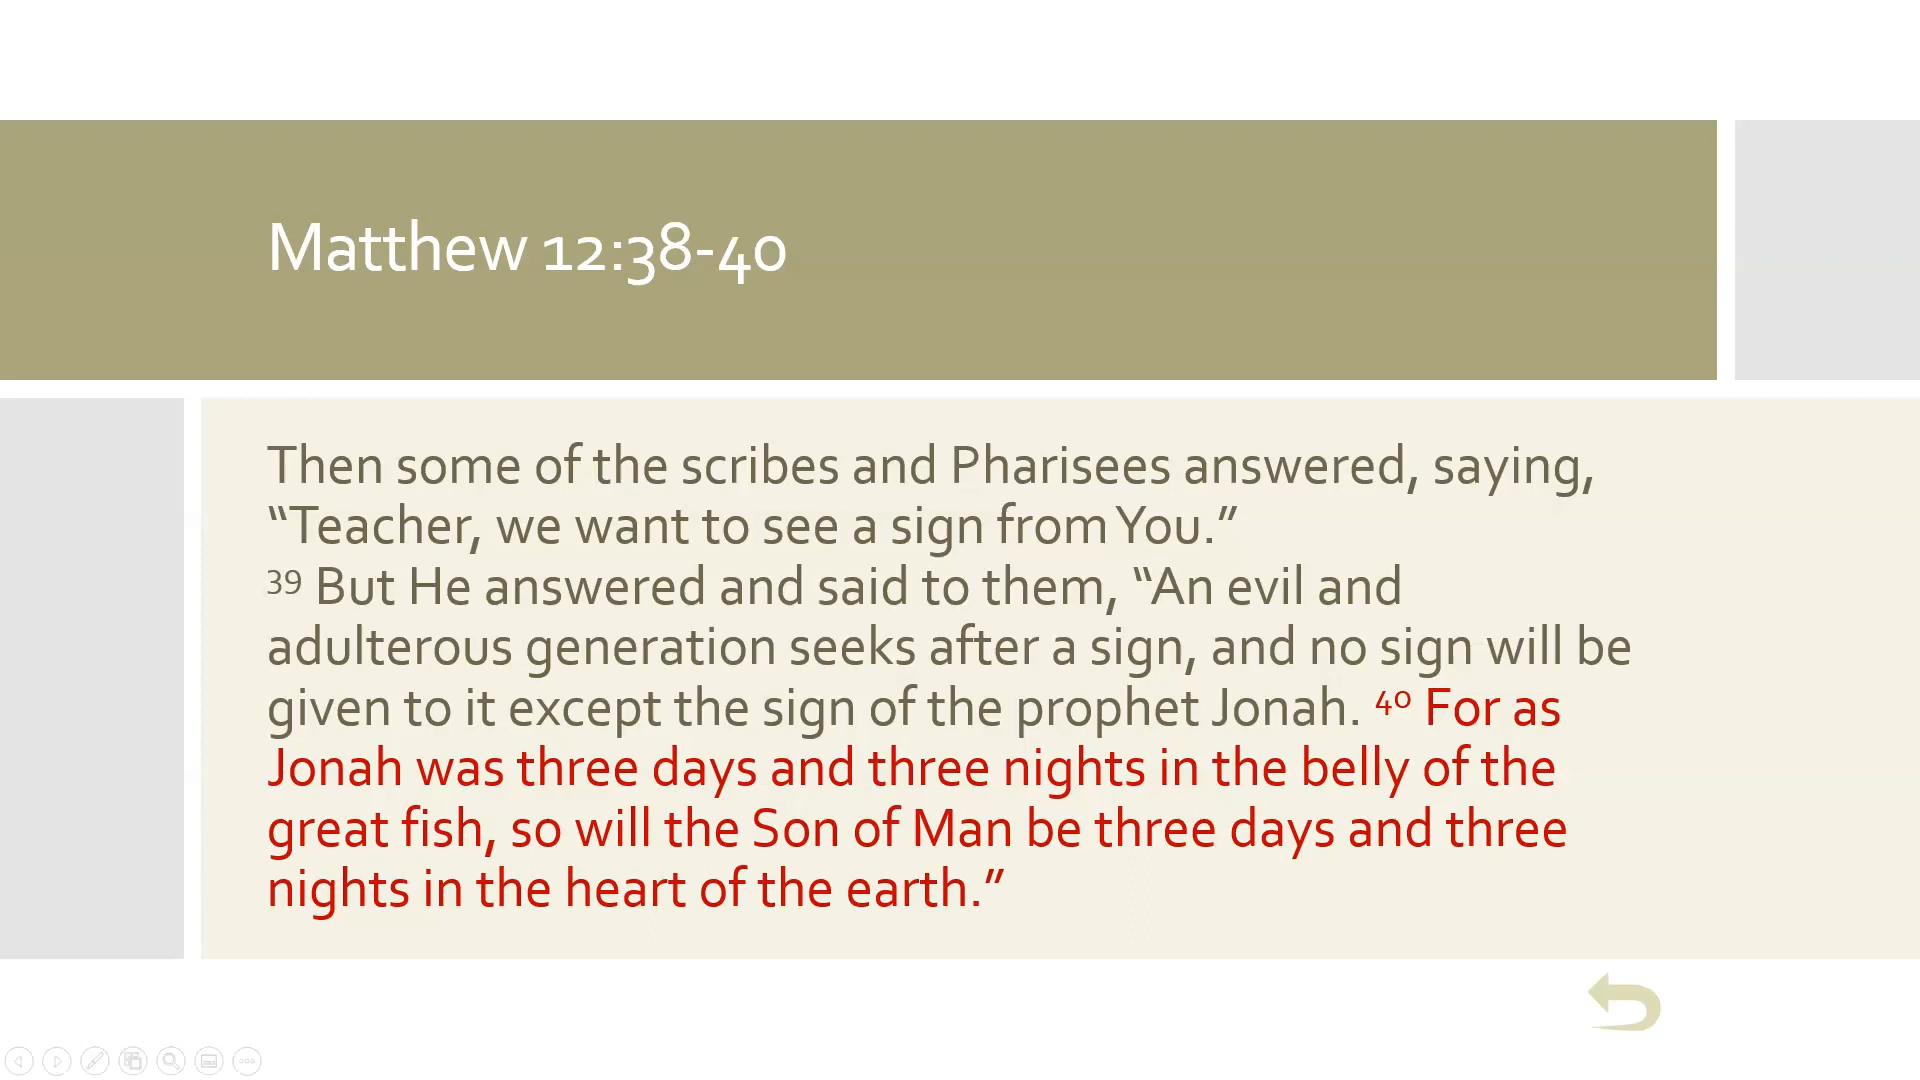 Matthew 12:38-40
Then some of the scribes and Pharisees answered, saying,
“Teacher, we want to see a sign from You.”
39 But He answered and said to them, “An evil and
adulterous generation seeks after a sign, and no sign will be
given to it except the sign of the prophet Jonah. 40 For as
Jonah was three days and three nights in the belly of the
great fish, so will the Son of Man be three days and three
nights in the heart of the earth.”